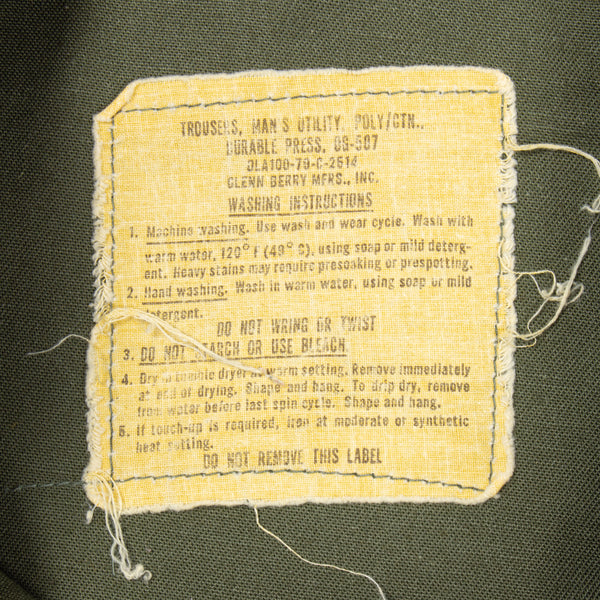 TROUSERS, MAN'S UTILITY, POLY/CTN.,
DURABLE PRESS, OG-507
DLA100-79-C-2614
GLENN BERRY MFRS., INC.
WASHING INSTRUCTIONS
1. Machine washing. Use wash and wear cycle. Wash with
warm water, 120° F (49° C), using soap or mild deterg-
ent. Heavy stains may require presoaking or prespotting.
2. Hand washing. Wash in warm water, using soap or mild
detergent.
DO NOT WRING OR TWIST
3. DO NOT STARCH OR USE BLEACH.
4. Dry in tumble dryer at warm setting. Remove immediately
at end of drying. Shape and hang. To drip dry, remove
from water before last spin cycle. Shape and hang.
5. If touch-up is required, iron at moderate or synthetic
heat setting.
DO NOT REMOVE THIS LABEL